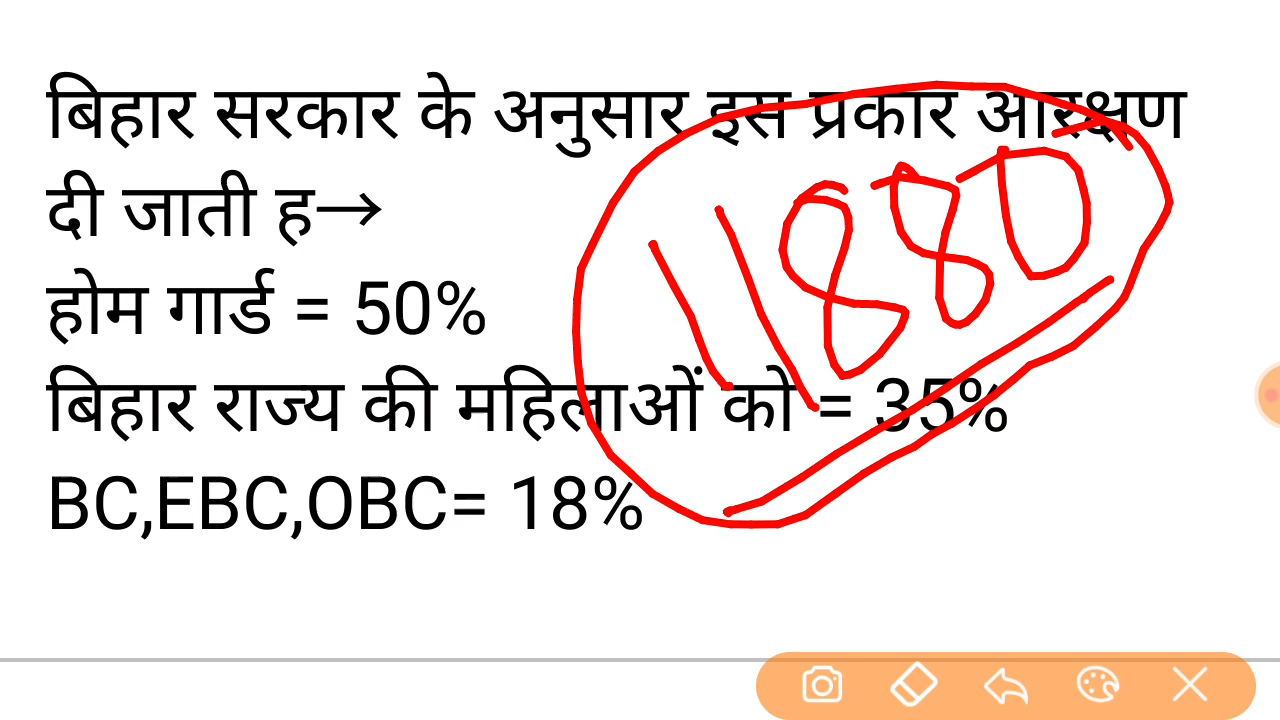 बिहार सरकार के अनुसार इस प्रकार आरक्षण
दी जाती ह→
होम गार्ड = 50%
बिहार राज्य की महिलाओं को = 35%
BC,EBC,OBC= 18%
11880